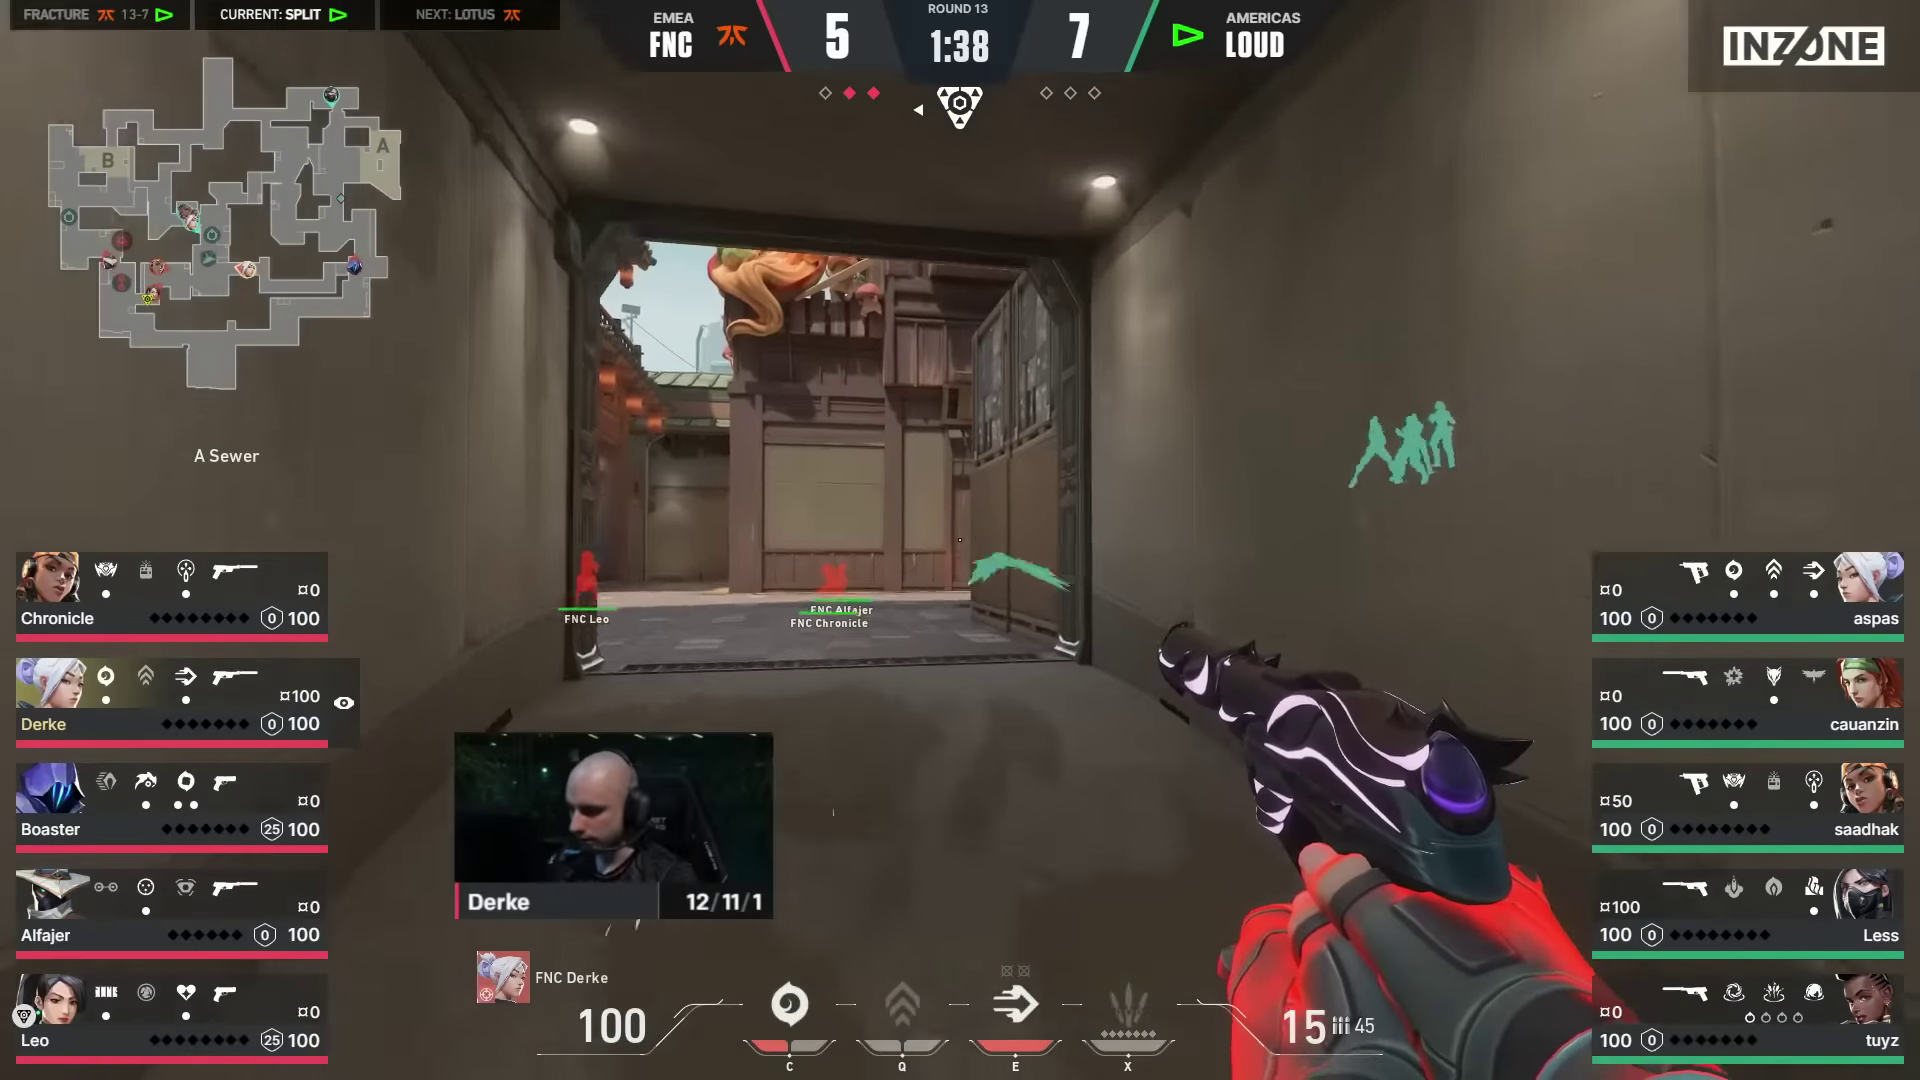 FRACTURE 13-7
CURRENT: SPLIT
NEXT: LOTUS
EMEA
FNC
5
ROUND 13
1:38
7
AMERICAS
LOUD
INZONE
B
A
A Sewer
FNC Leo
FNC Alfajer
FNC Chronicle
¤0
Chronicle 0 100
¤100
Derke 0 100
¤0
Boaster 25 100
¤0
Alfajer 0 100
¤0
Leo 25 100
¤0
100 0 aspas
¤0
100 0 cauanzin
¤50
100 0 saadhak
¤100
100 0 Less
¤0
100 0 tuyz
Derke 12/11/1
FNC Derke
100
15 45
C Q E X